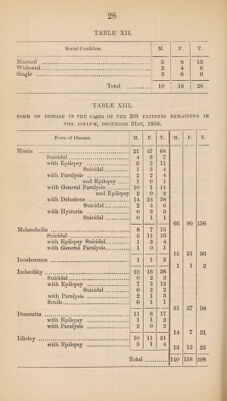 28
TABLE XII.
Social Condition. M. F. T.
Married 5 8 13
Widowed 2 4 6
Single 3 6 9
Total 10 18 28
TABLE XIII.
FORM OF DISEASE IN THE CASES OF THE 298 PATIENTS REMAINING IN
THE ASYLUM, DECEMBER 31ST, 1858.
Form of Disease. M. F. T. M. F. T.
Mania 21 47 68
Suicidal 4 3 7
with Epilepsy 9 2 11
Suicidal 1 3 4
with Paralysis 2 2 4
and Epilepsy 1 0 1
with General Paralysis 10 1 11
and Epilepsy 2 0 2
with Delusions 14 24 38
Suicidal 2 4 6
with Hysteria 0 3 3
Suicidal 0 1 1
66 90 156
Melancholia 8 7 15
Suicidal 5 11 16
with Epilepsy Suicidal 1 3 4
with General Paralysis 1 0 1
15 21 36
Incoherence 1 1 2
1 1 2
Imbecility 22 16 38
Suicidal 0 2 2
with Epilepsy 7 5 12
Suicidal 0 2 2
with Paralysis 2 1 3
Senile 0 1 1
31 27 58
Dementia 11 6 17
with Epilepsy 1 1 2
with Paralysis 2 0 2
14 7 21
Idiotcy 10 11 21
with Epilepsy 3 1 4
13 12 25
Total 140 158 298